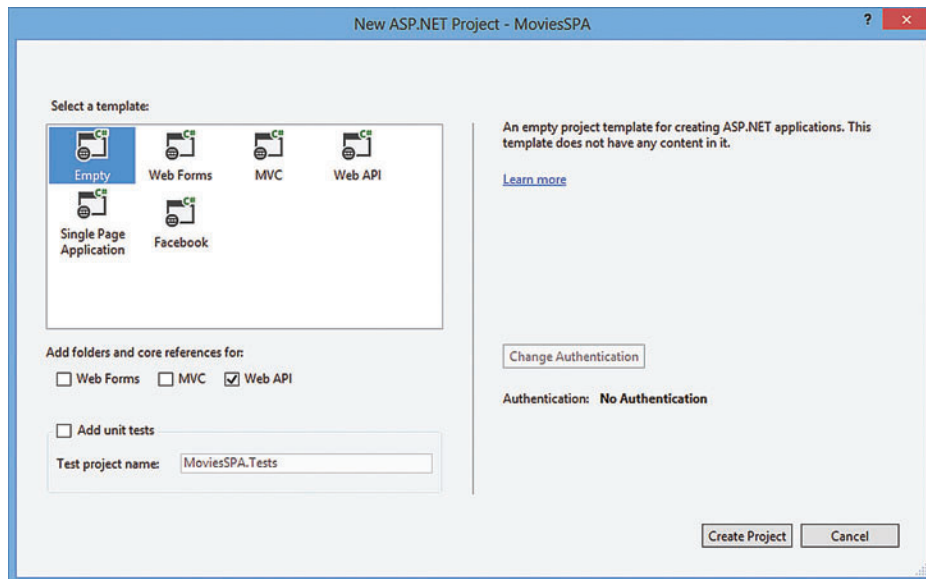 New ASP.NET Project - MoviesSPA
?
Select a template:
C#
Empty
C#
Web Forms
C#
MVC
C#
Web API
C#
Single Page
Application
C#
Facebook
Add folders and core references for:
Web Forms
MVC
Web API
Add unit tests
Test project name:
MoviesSPA.Tests
An empty project template for creating ASP.NET applications. This
template does not have any content in it.
Learn more
Change Authentication
Authentication: No Authentication
Create Project
Cancel